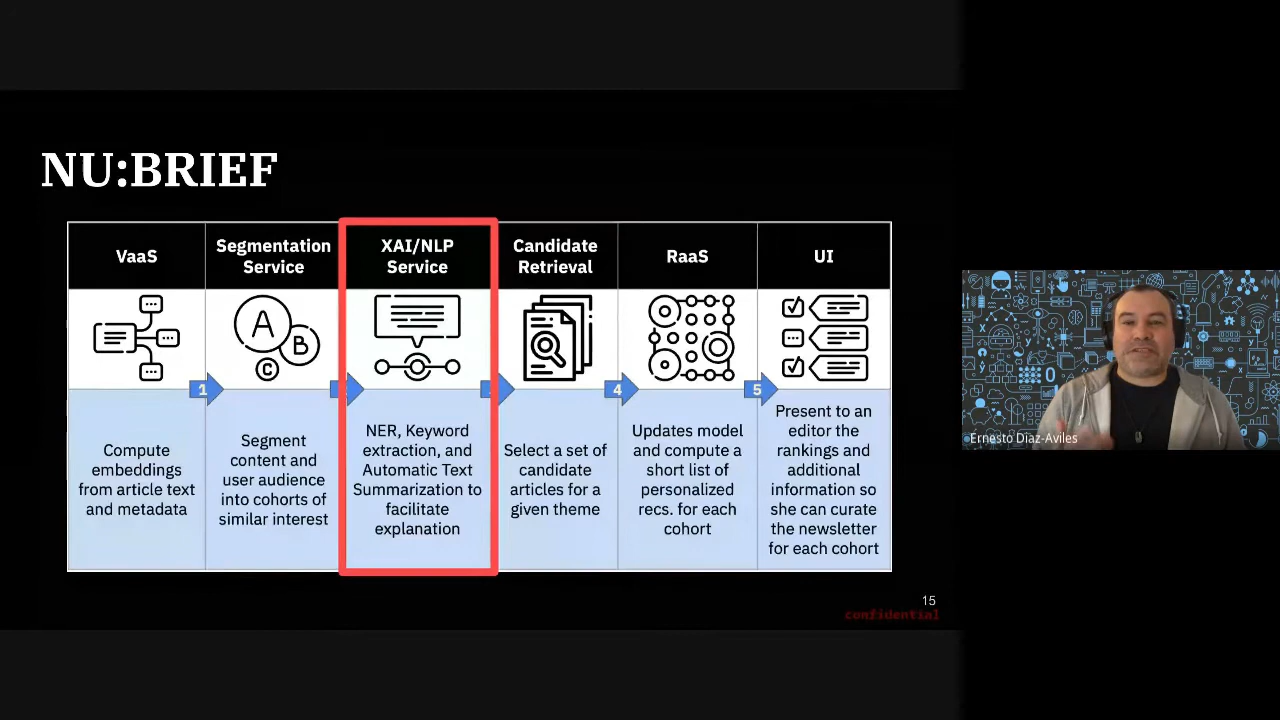 NU:BRIEF
VaaS
Segmentation
Service
XAI/NLP
Service
Candidate
Retrieval
RaaS
UI
A
B
C
1
4
5
Compute
embeddings
from article text
and metadata
Segment
content and
user audience
into cohorts of
similar interest
NER, Keyword
extraction, and
Automatic Text
Summarization to
facilitate
explanation
Select a set of
candidate
articles for a
given theme
Updates model
and compute a
short list of
personalized
recs. for each
cohort
Present to an
editor the
rankings and
additional
information so
she can curate
the newsletter
for each cohort
15
confidential
Ernesto Diaz-Aviles